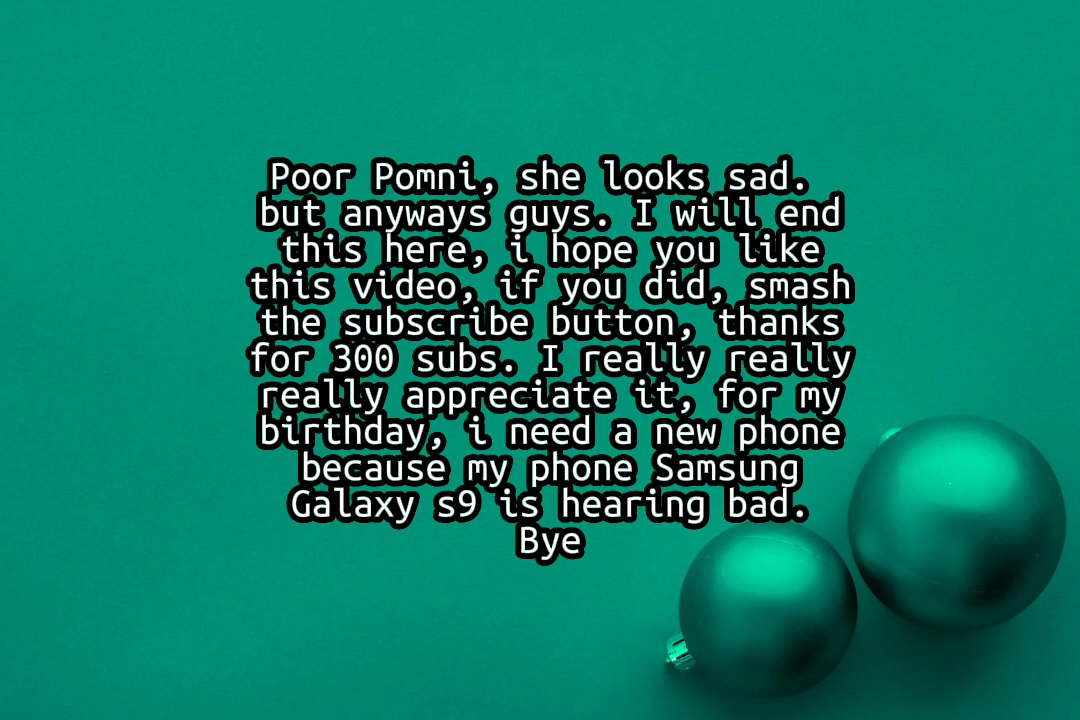 Poor Pomni, she looks sad.
but anyways guys. I will end
this here, i hope you like
this video, if you did, smash
the subscribe button, thanks
for 300 subs. I really really
really appreciate it, for my
birthday, i need a new phone
because my phone Samsung
Galaxy s9 is hearing bad.
Bye